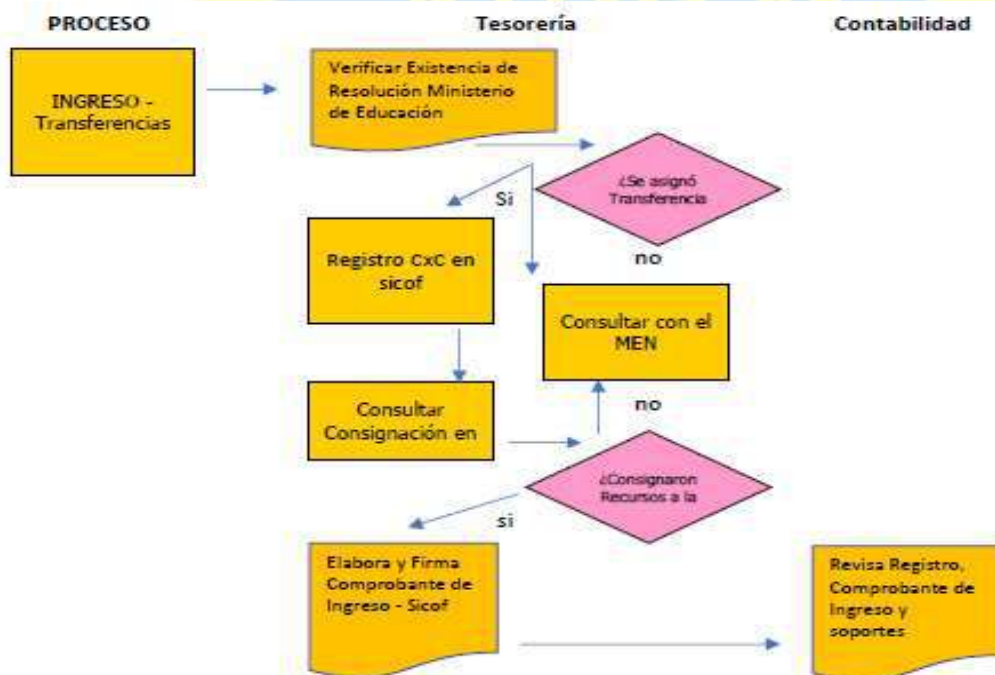 PROCESO
Tesorería
Contabilidad
INGRESO -
Transferencias
Verificar Existencia de
Resolución Ministerio
de Educación
¿Se asignó
Transferencia
Si
no
Registro CxC en
sicof
Consultar con el
MEN
Consultar
Consignación en
no
¿Consignaron
Recursos a la
si
Elabora y Firma
Comprobante de
Ingreso - Sicof
Revisa Registro,
Comprobante de
Ingreso y
soportes